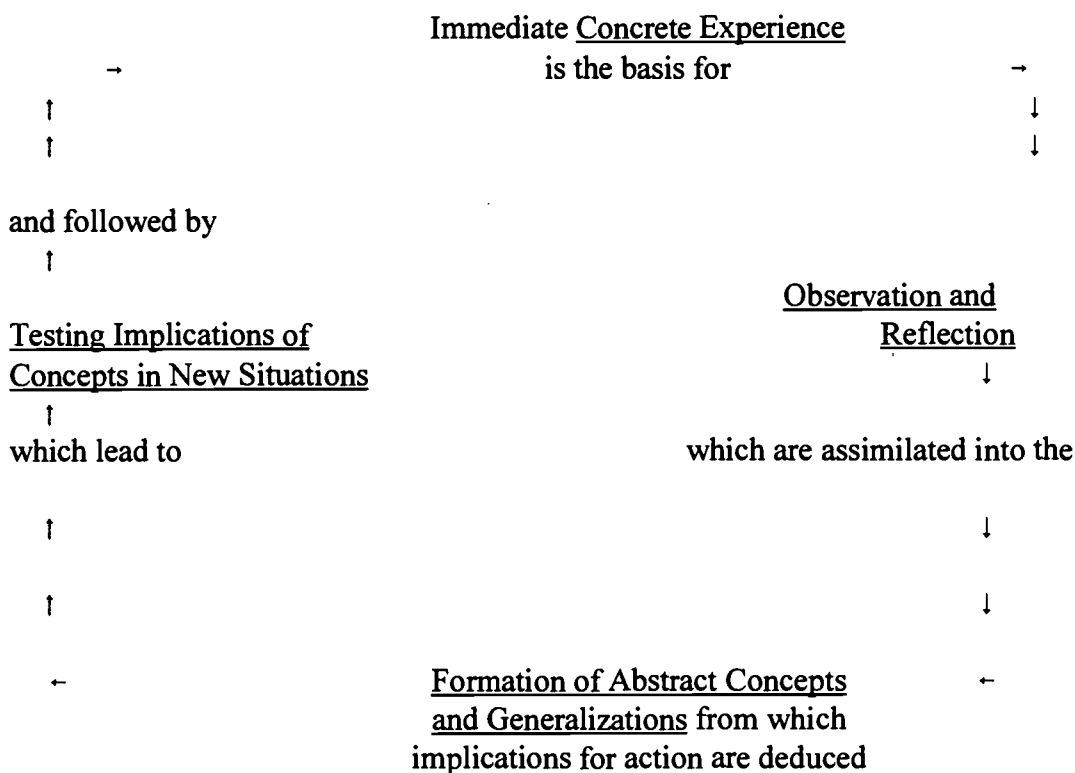 Immediate Concrete Experience
→ is the basis for →
↑ ↓
↑ ↓
and followed by
↑
Observation and
Testing Implications of Reflection
Concepts in New Situations ↓
↑
which lead to which are assimilated into the
↑ ↓
↑ ↓
← Formation of Abstract Concepts ←
and Generalizations from which
implications for action are deduced